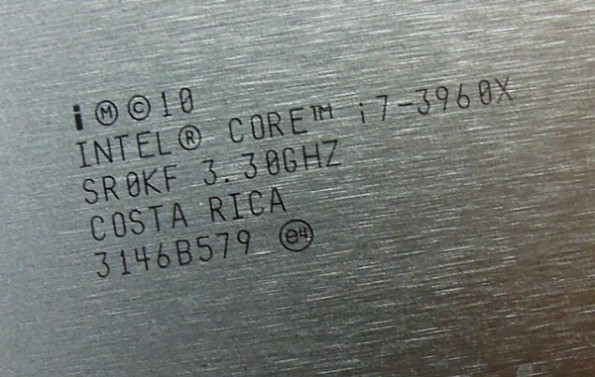 i Ⓜ © 10
INTEL® CORE™ i7-3960X
SR0KF 3.30GHZ
COSTA RICA
3146B579 e4